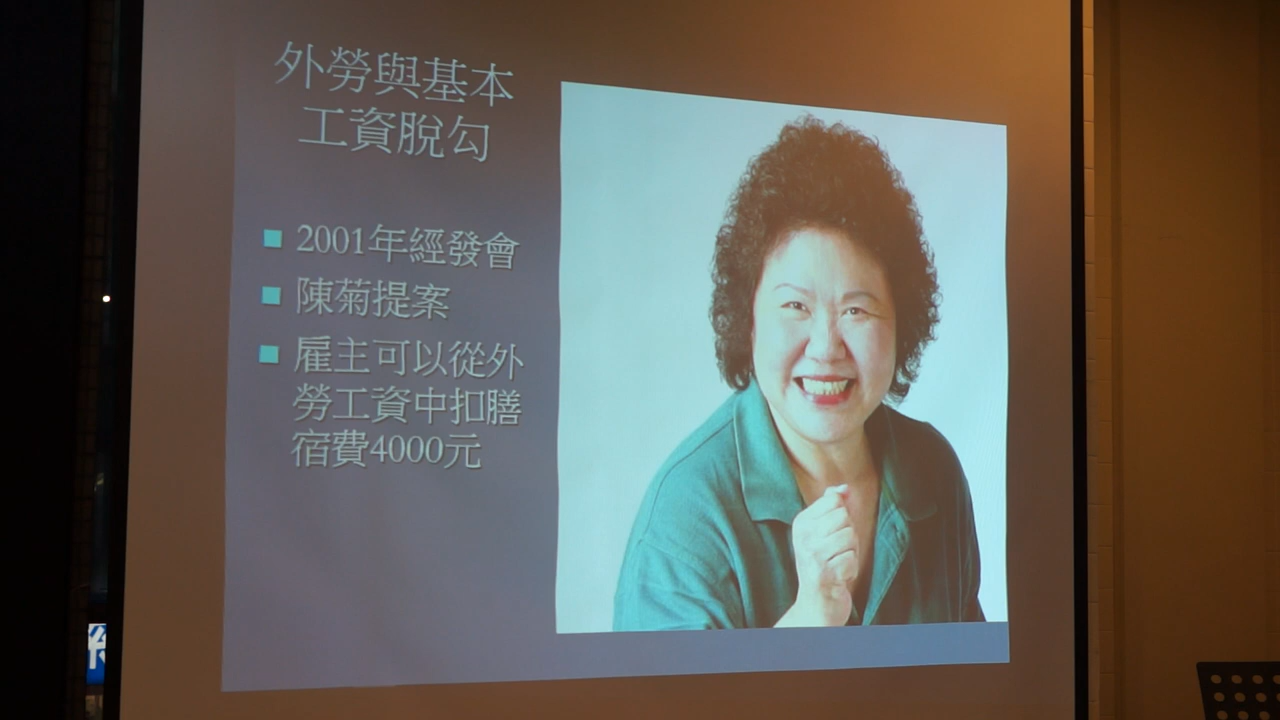 外勞與基本
工資脫勾
2001年經發會
陳菊提案
雇主可以從外
勞工資中扣膳
宿費4000元